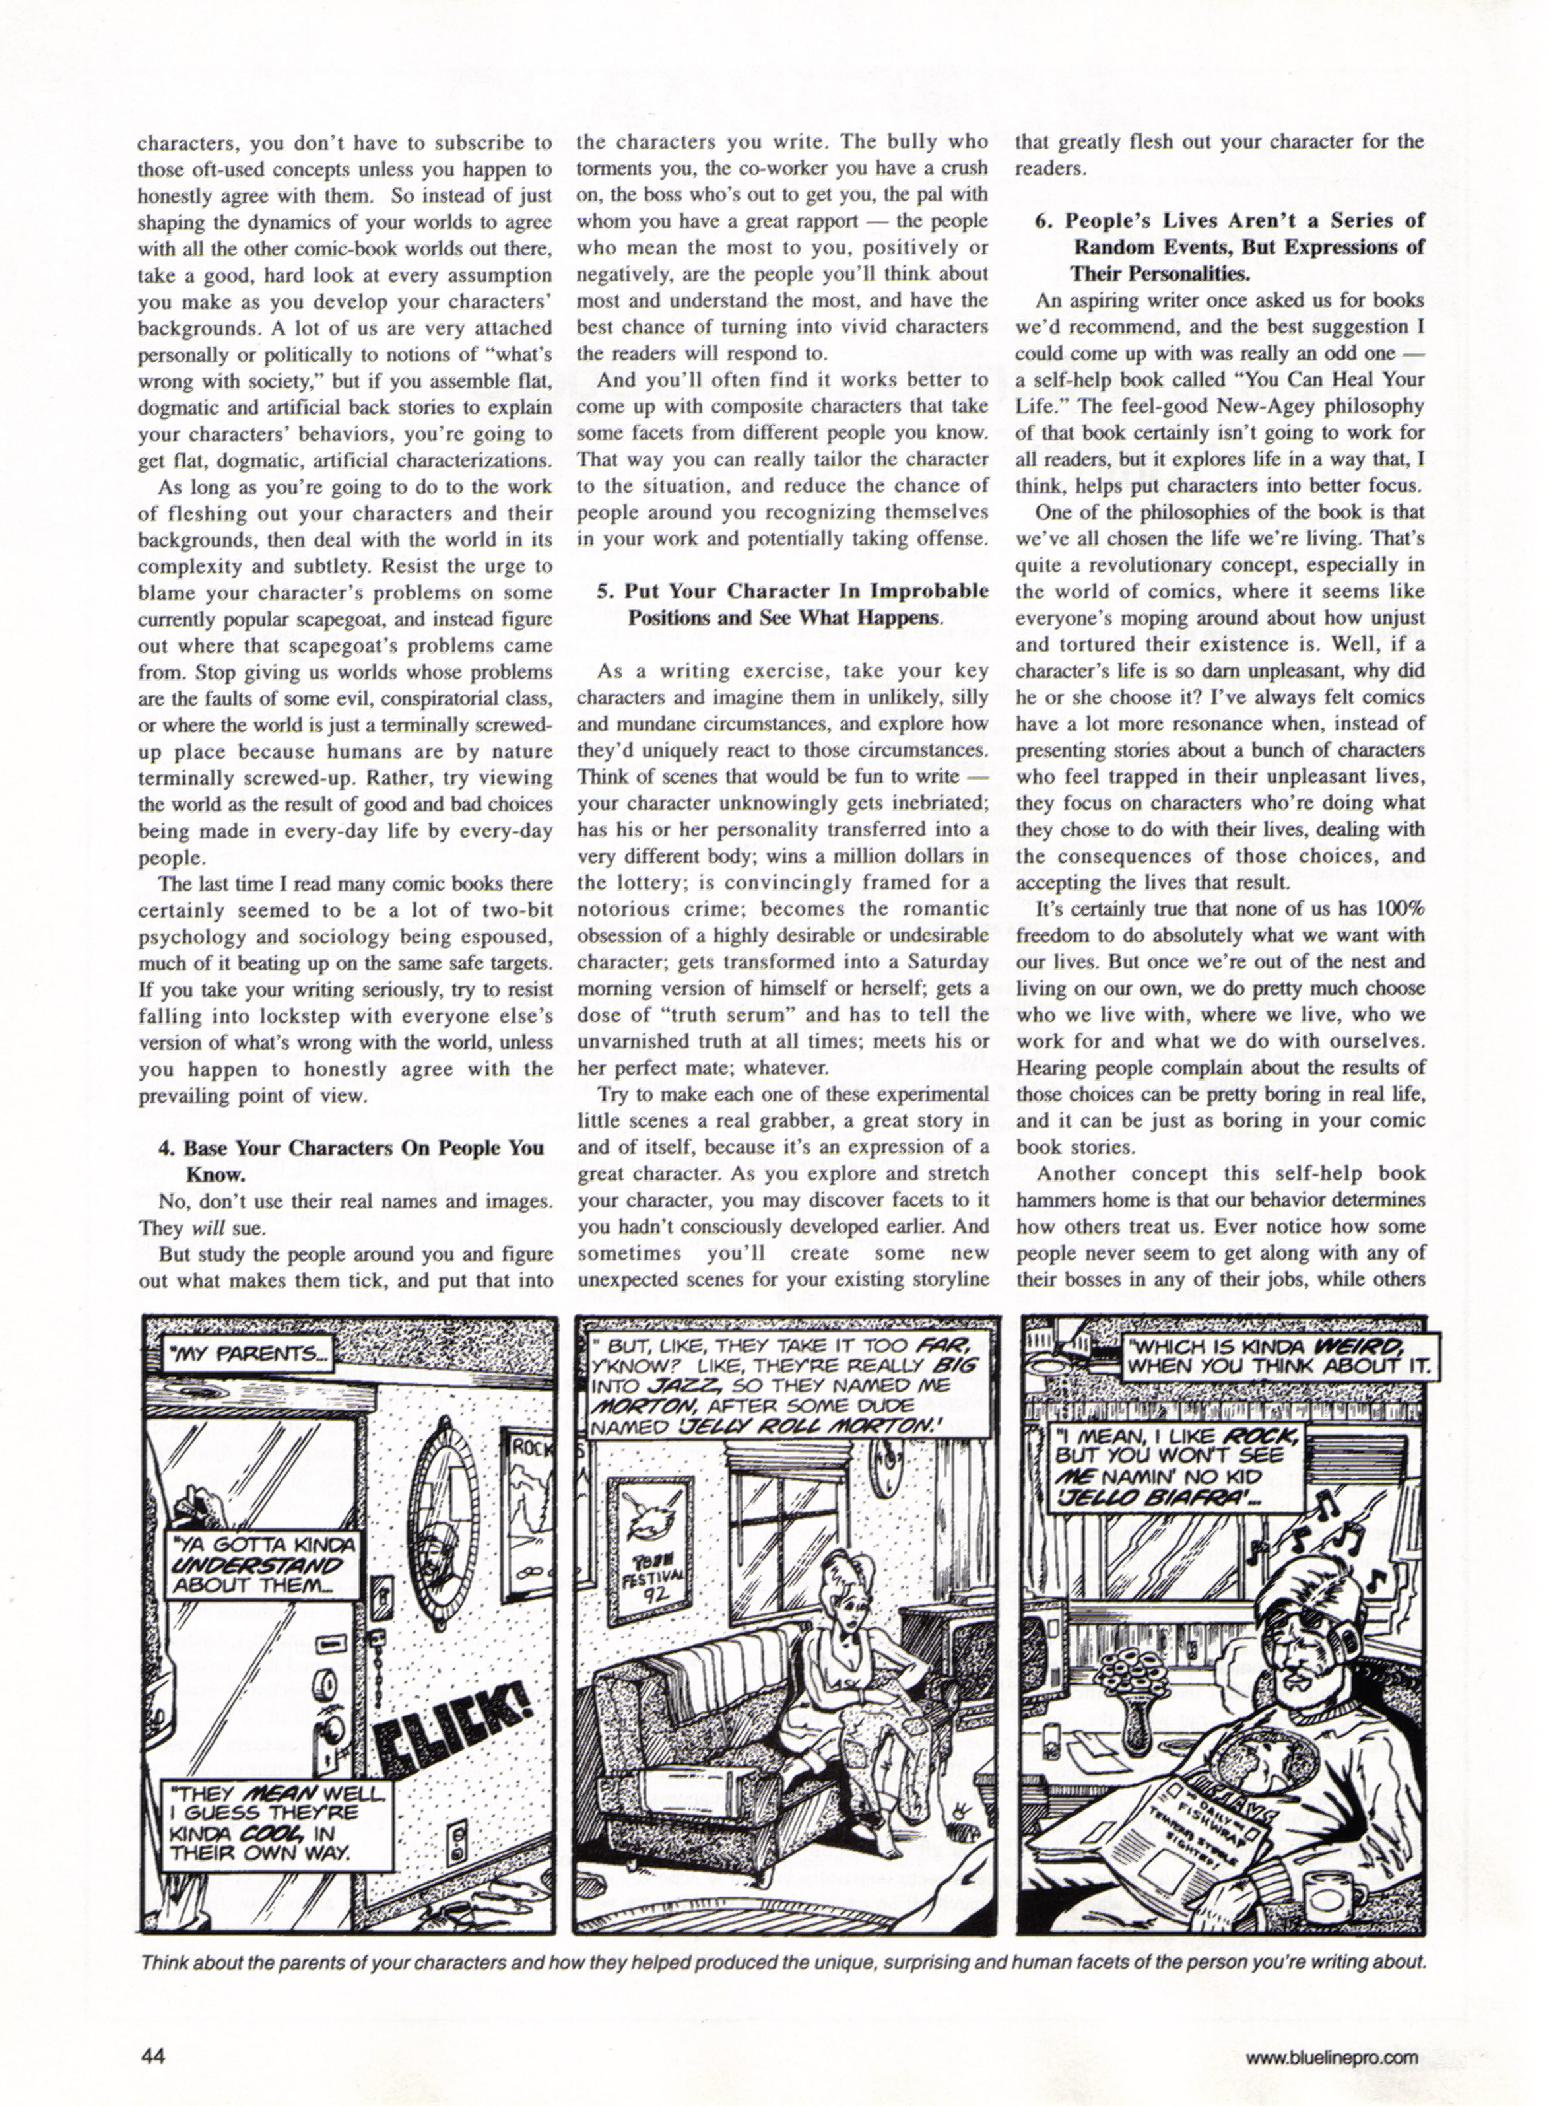 characters, you don't have to subscribe to
those oft-used concepts unless you happen to
honestly agree with them.  So instead of just
shaping the dynamics of your worlds to agree
with all the other comic-book worlds out there,
take a good, hard look at every assumption
you make as you develop your characters'
backgrounds. A lot of us are very attached
personally or politically to notions of "what's
wrong with society," but if you assemble flat,
dogmatic and artificial back stories to explain
your characters' behaviors, you're going to
get flat, dogmatic, artificial characterizations.
As long as you're going to do to the work
of fleshing out your characters and their
backgrounds, then deal with the world in its
complexity and subtlety. Resist the urge to
blame your character's problems on some
currently popular scapegoat, and instead figure
out where that scapegoat's problems came
from. Stop giving us worlds whose problems
are the faults of some evil, conspiratorial class,
or where the world is just a terminally screwed-
up place because humans are by nature
terminally screwed-up. Rather, try viewing
the world as the result of good and bad choices
being made in every-day life by every-day
people.
The last time I read many comic books there
certainly seemed to be a lot of two-bit
psychology and sociology being espoused,
much of it beating up on the same safe targets.
If you take your writing seriously, try to resist
falling into lockstep with everyone else's
version of what's wrong with the world, unless
you happen to honestly agree with the
prevailing point of view.
4. Base Your Characters On People You
Know.
No, don't use their real names and images.
They will sue.
But study the people around you and figure
out what makes them tick, and put that into
the characters you write. The bully who
torments you, the co-worker you have a crush
on, the boss who's out to get you, the pal with
whom you have a great rapport — the people
who mean the most to you, positively or
negatively, are the people you'll think about
most and understand the most, and have the
best chance of turning into vivid characters
the readers will respond to.
And you'll often find it works better to
come up with composite characters that take
some facets from different people you know.
That way you can really tailor the character
to the situation, and reduce the chance of
people around you recognizing themselves
in your work and potentially taking offense.
5. Put Your Character In Improbable
Positions and See What Happens.
As a writing exercise, take your key
characters and imagine them in unlikely, silly
and mundane circumstances, and explore how
they'd uniquely react to those circumstances.
Think of scenes that would be fun to write —
your character unknowingly gets inebriated;
has his or her personality transferred into a
very different body; wins a million dollars in
the lottery; is convincingly framed for a
notorious crime; becomes the romantic
obsession of a highly desirable or undesirable
character; gets transformed into a Saturday
morning version of himself or herself; gets a
dose of "truth serum" and has to tell the
unvarnished truth at all times; meets his or
her perfect mate; whatever.
Try to make each one of these experimental
little scenes a real grabber, a great story in
and of itself, because it's an expression of a
great character. As you explore and stretch
your character, you may discover facets to it
you hadn't consciously developed earlier. And
sometimes you'll create some new
unexpected scenes for your existing storyline
that greatly flesh out your character for the
readers.
6. People's Lives Aren't a Series of
Random Events, But Expressions of
Their Personalities.
An aspiring writer once asked us for books
we'd recommend, and the best suggestion I
could come up with was really an odd one —
a self-help book called "You Can Heal Your
Life." The feel-good New-Agey philosophy
of that book certainly isn't going to work for
all readers, but it explores life in a way that, I
think, helps put characters into better focus.
One of the philosophies of the book is that
we've all chosen the life we're living. That's
quite a revolutionary concept, especially in
the world of comics, where it seems like
everyone's moping around about how unjust
and tortured their existence is. Well, if a
character's life is so darn unpleasant, why did
he or she choose it? I've always felt comics
have a lot more resonance when, instead of
presenting stories about a bunch of characters
who feel trapped in their unpleasant lives,
they focus on characters who're doing what
they chose to do with their lives, dealing with
the consequences of those choices, and
accepting the lives that result.
It's certainly true that none of us has 100%
freedom to do absolutely what we want with
our lives. But once we're out of the nest and
living on our own, we do pretty much choose
who we live with, where we live, who we
work for and what we do with ourselves.
Hearing people complain about the results of
those choices can be pretty boring in real life,
and it can be just as boring in your comic
book stories.
Another concept this self-help book
hammers home is that our behavior determines
how others treat us. Ever notice how some
people never seem to get along with any of
their bosses in any of their jobs, while others
"MY PARENTS...
ROCK
"YA GOTTA KINDA
UNDERSTAND
ABOUT THEM...
CLICK!
"THEY MEAN WELL.
I GUESS THEY'RE
KINDA COOL, IN
THEIR OWN WAY.
" BUT, LIKE, THEY TAKE IT TOO FAR,
Y'KNOW? LIKE, THEY'RE REALLY BIG
INTO JAZZ, SO THEY NAMED ME
MORTON, AFTER SOME DUDE
NAMED 'JELLY ROLL MORTON.'
FESTIVAL
92
"WHICH IS KINDA WEIRD,
WHEN YOU THINK ABOUT IT.
"I MEAN, I LIKE ROCK,
BUT YOU WON'T SEE
ME NAMIN' NO KID
'JELLO BIAFRA'...
DAILY
FISHWRAP
SIGHTED!
Think about the parents of your characters and how they helped produced the unique, surprising and human facets of the person you're writing about.
44
www.bluelinepro.com